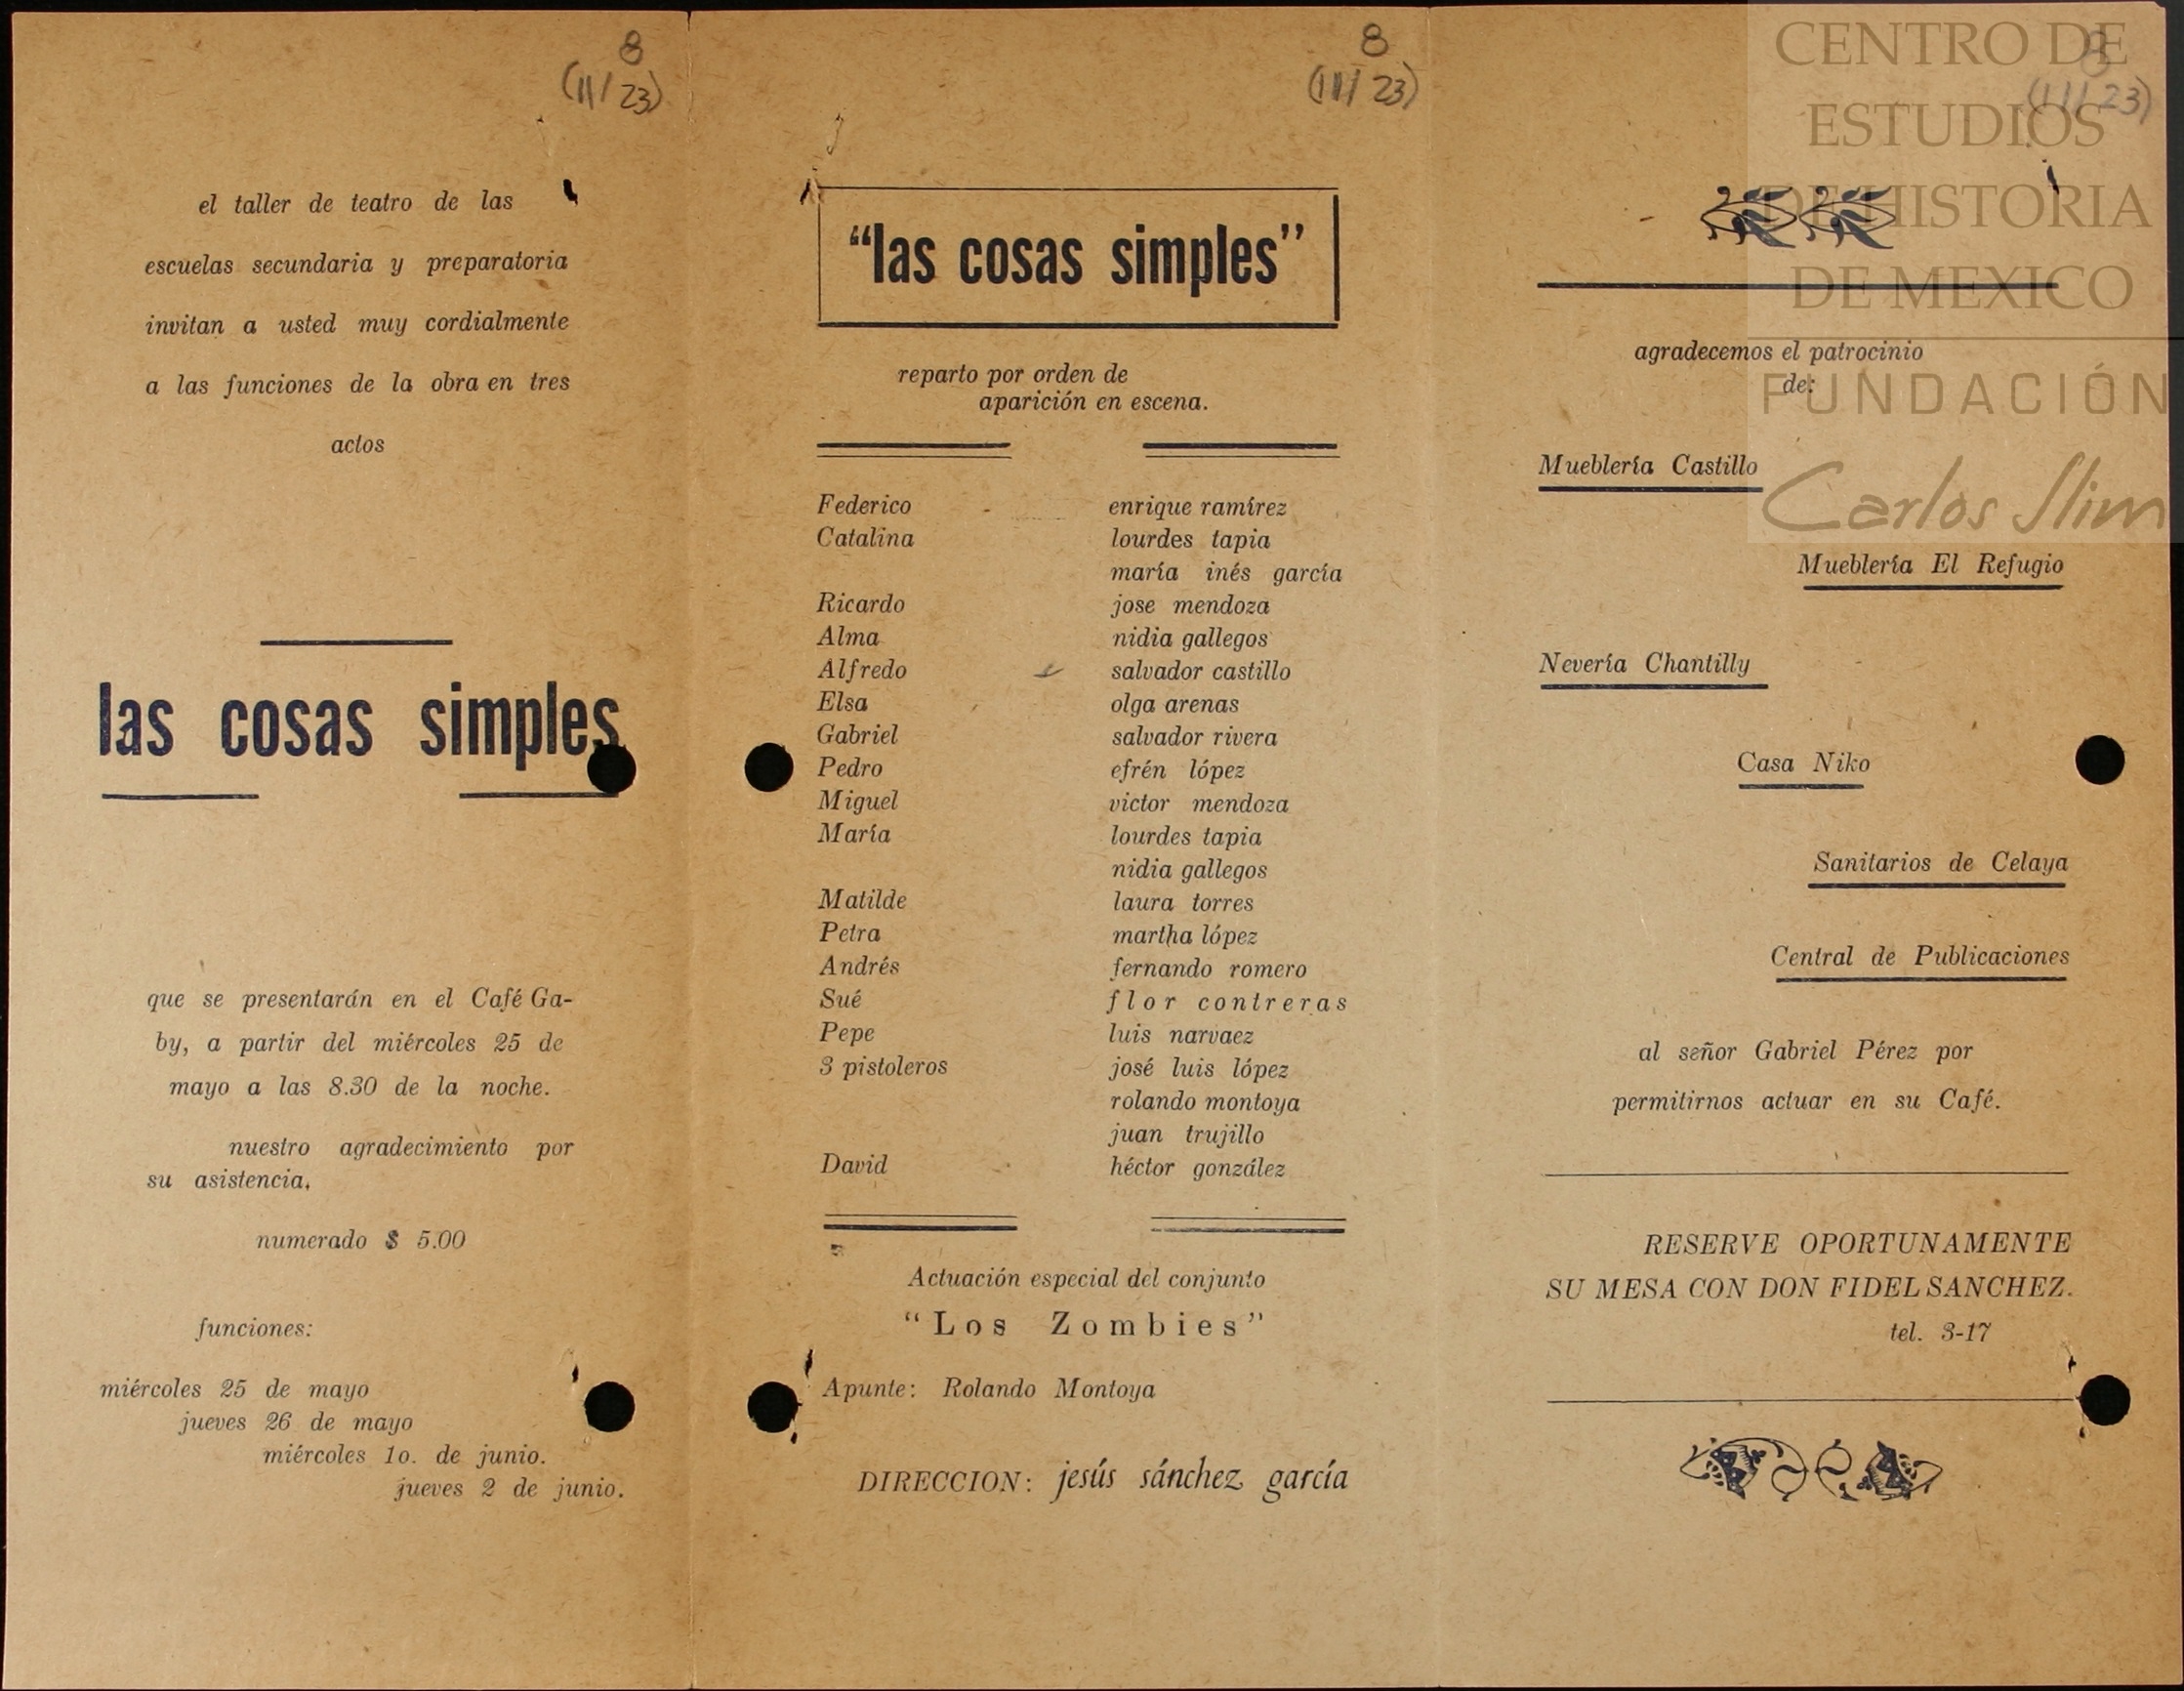 8
(11/23)
el taller de teatro de las
escuelas secundaria y preparatoria
invitan a usted muy cordialmente
a las funciones de la obra en tres
actos
las cosas simples
que se presentarán en el Café Ga-
by, a partir del miércoles 25 de
mayo a las 8.30 de la noche.
nuestro agradecimiento por
su asistencia.
numerado $ 5.00
funciones:
miércoles 25 de mayo
jueves 26 de mayo
miércoles 1o. de junio.
jueves 2 de junio.
8
(11/23)
"las cosas simples"
reparto por orden de
aparición en escena.
Federico enrique ramírez
Catalina lourdes tapia
maría inés garcía
Ricardo jose mendoza
Alma nidia gallegos
Alfredo salvador castillo
Elsa olga arenas
Gabriel salvador rivera
Pedro efrén lópez
Miguel victor mendoza
María lourdes tapia
nidia gallegos
Matilde laura torres
Petra martha lópez
Andrés fernando romero
Sué flor contreras
Pepe luis narvaez
3 pistoleros josé luis lópez
rolando montoya
juan trujillo
David héctor gonzález
Actuación especial del conjunto
"Los Zombies"
Apunte: Rolando Montoya
DIRECCION: jesús sánchez garcía
8
(11/23)
CENTRO DE
ESTUDIOS
DE HISTORIA
DE MEXICO
FUNDACIÓN
Carlos Slim
agradecemos el patrocinio
de:
Mueblería Castillo
Mueblería El Refugio
Nevería Chantilly
Casa Niko
Sanitarios de Celaya
Central de Publicaciones
al señor Gabriel Pérez por
permitirnos actuar en su Café.
RESERVE OPORTUNAMENTE
SU MESA CON DON FIDEL SANCHEZ.
tel. 3-17